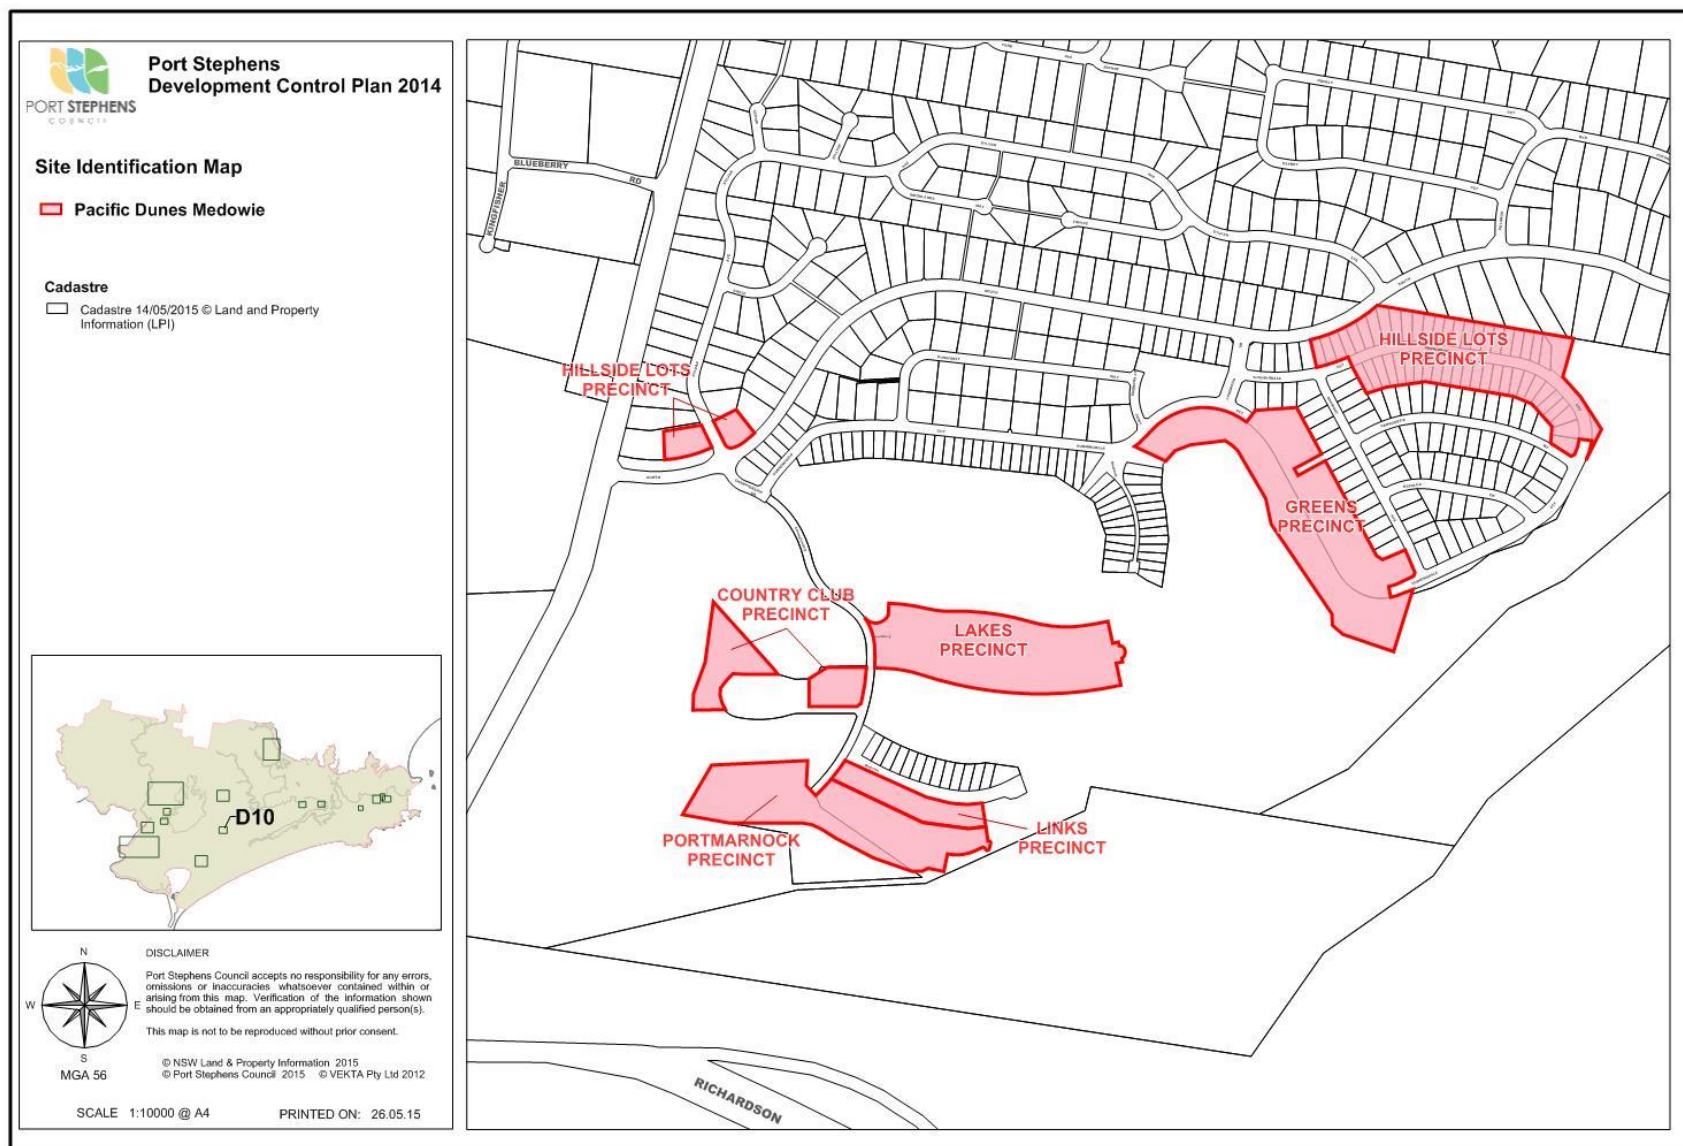 Port Stephens
Development Control Plan 2014
PORT STEPHENS
COUNCIL
Site Identification Map
Pacific Dunes Medowie
Cadastre
Cadastre 14/05/2015 © Land and Property
Information (LPI)
D10
N
W
E
S
MGA 56
DISCLAIMER
Port Stephens Council accepts no responsibility for any errors,
omissions or inaccuracies whatsoever contained within or
arising from this map. Verification of the information shown
should be obtained from an appropriately qualified person(s).
This map is not to be reproduced without prior consent.
© NSW Land & Property Information 2015
© Port Stephens Council 2015 © VEKTA Pty Ltd 2012
SCALE 1:10000 @ A4
PRINTED ON: 26.05.15
BLUEBERRY
RD
KINGFISHER
HILLSIDE LOTS
PRECINCT
HILLSIDE LOTS
PRECINCT
GREENS
PRECINCT
COUNTRY CLUB
PRECINCT
LAKES
PRECINCT
PORTMARNOCK
PRECINCT
LINKS
PRECINCT
RICHARDSON